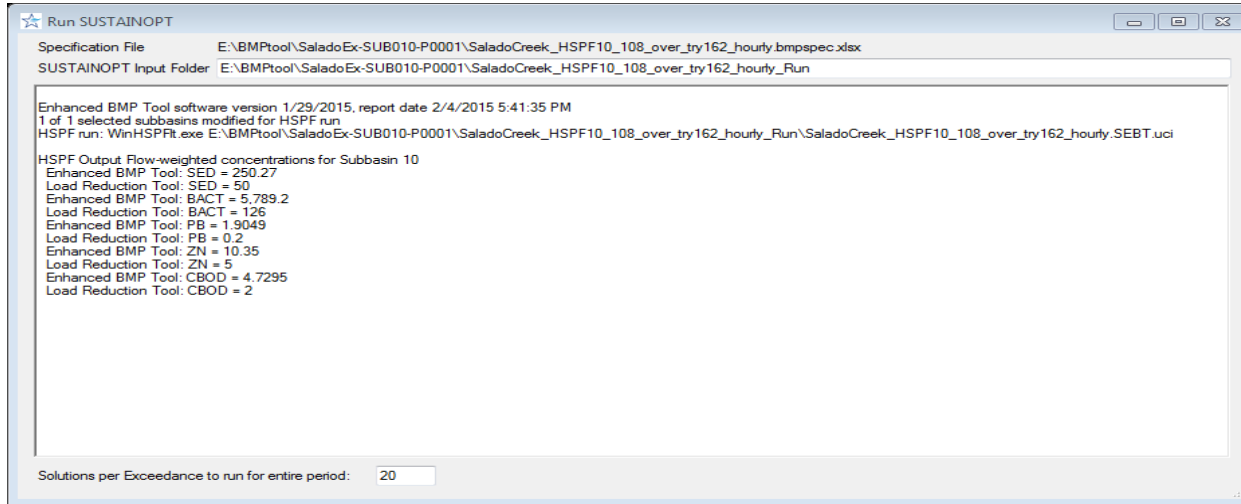 Run SUSTAINOPT
Specification File E:\BMPtool\SaladoEx-SUB010-P0001\SaladoCreek_HSPF10_108_over_try162_hourly.bmpspec.xlsx
SUSTAINOPT Input Folder E:\BMPtool\SaladoEx-SUB010-P0001\SaladoCreek_HSPF10_108_over_try162_hourly_Run
Enhanced BMP Tool software version 1/29/2015, report date 2/4/2015 5:41:35 PM
1 of 1 selected subbasins modified for HSPF run
HSPF run: WinHSPFlt.exe E:\BMPtool\SaladoEx-SUB010-P0001\SaladoCreek_HSPF10_108_over_try162_hourly_Run\SaladoCreek_HSPF10_108_over_try162_hourly.SEBT.uci
HSPF Output Flow-weighted concentrations for Subbasin 10
Enhanced BMP Tool: SED = 250.27
Load Reduction Tool: SED = 50
Enhanced BMP Tool: BACT = 5,789.2
Load Reduction Tool: BACT = 126
Enhanced BMP Tool: PB = 1.9049
Load Reduction Tool: PB = 0.2
Enhanced BMP Tool: ZN = 10.35
Load Reduction Tool: ZN = 5
Enhanced BMP Tool: CBOD = 4.7295
Load Reduction Tool: CBOD = 2
Solutions per Exceedance to run for entire period: 20